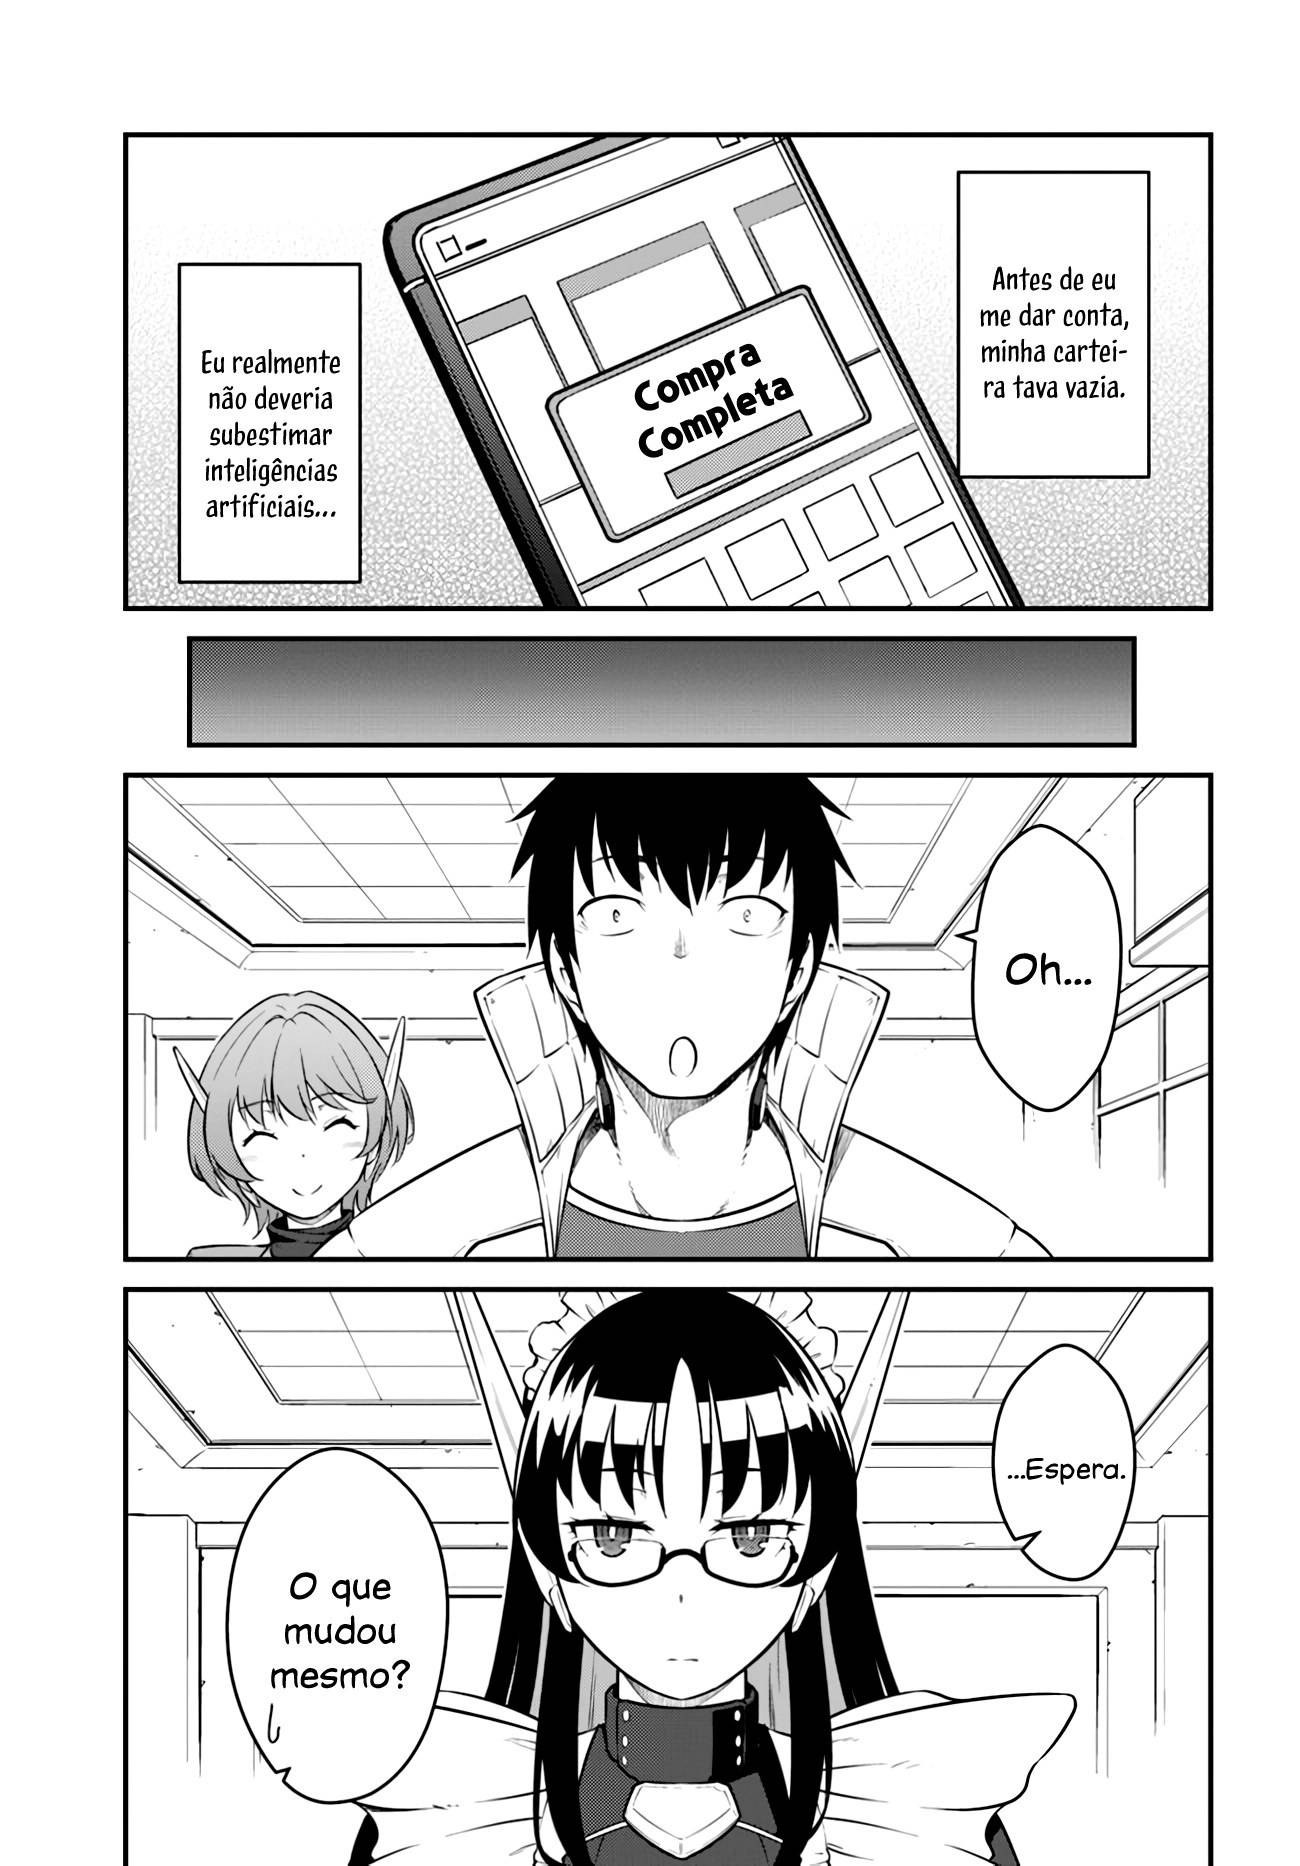 Antes de eu
me dar conta,
minha cartei-
ra tava vazia.
Compra
Completa
Eu realmente
não deveria
subestimar
inteligências
artificiais...
Oh...
...Espera.
O que
mudou
mesmo?